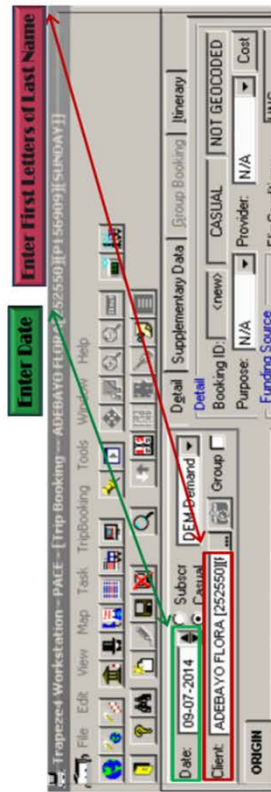 Enter Date
Enter First Letters of Last Name
Trapeze4 Workstation - PACE - [Trip Booking -- ADEBAYO FLORA [252550][P156909][SUNDAY]]
File Edit View Map Task TripBooking Tools Window Help
Date: 09-07-2014
Subscr
Casual
DEM-Demand
Client: ADEBAYO FLORA [252550][F
...
Group
ORIGIN
Detail Supplementary Data Group Booking Itinerary
Detail
Booking ID: <new> CASUAL NOT GEOCODED
Purpose: N/A Provider: N/A Cost
Funding Source